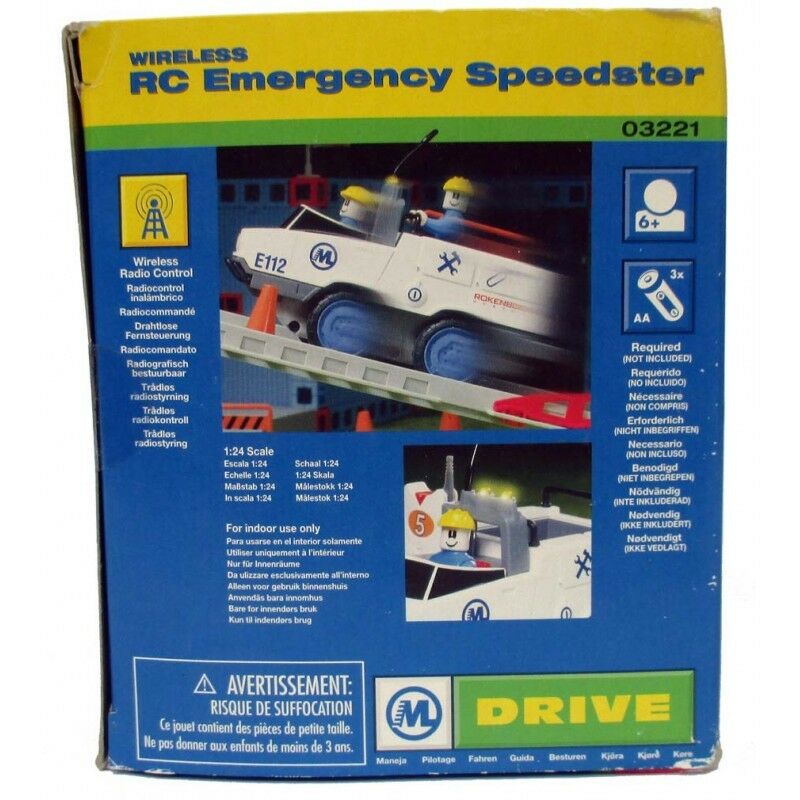 WIRELESS
RC Emergency Speedster
03221
Wireless
Radio Control
Radiocontrol
inalámbrico
Radiocommandé
Drahtlose
Fernsteuerung
Radiocomandato
Radiografisch
bestuurbaar
Trådløs
radiostyrning
Trådløs
radiokontroll
Trådløs
radiostyring
E112
M
6+
3x
AA
Required
(NOT INCLUDED)
Requerido
(NO INCLUIDO)
Nécessaire
(NON COMPRIS)
Erforderlich
(NICHT INBEGRIFFEN)
Necessario
(NON INCLUSO)
Benodigd
(NIET INBEGREPEN)
Nödvändig
(INTE INKLUDERAD)
Nødvendig
(IKKE INKLUDERT)
Nødvendigt
(IKKE VEDLAGT)
1:24 Scale
Escala 1:24 Schaal 1:24
Echelle 1:24 1:24 Skala
Maßstab 1:24 Målestokk 1:24
In scala 1:24 Målestok 1:24
For indoor use only
Para usarse en el interior solamente
Utiliser uniquement à l'intérieur
Nur für Innenräume
Da ulizzare esclusivamente all'interno
Alleen voor gebruik binnenshuis
Anvendäs bara innomhus
Bare for innendørs bruk
Kun til indendørs brug
5
M
AVERTISSEMENT:
RISQUE DE SUFFOCATION
Ce jouet contient des pièces de petite taille.
Ne pas donner aux enfants de moins de 3 ans.
M DRIVE
Maneja Pilotage Fahren Guida Besturen Kjöra Kjøre Køre